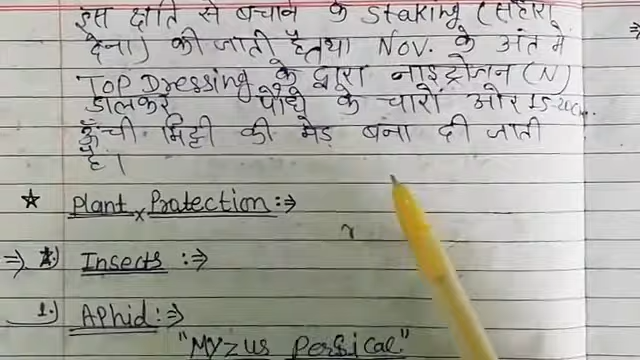 इस क्षति से बचाने के Staking (सहारा
देना) की जाती है तथा Nov. के अंत में
Top Dressing के द्वारा नाइट्रोजन (N)
डालकर पौधे के चारों ओर 15-20cm.
ऊँची मिट्टी की मेड़ बना दी जाती
है।
★ Plant Protection :⇒
⇒ Insects :⇒
1.) Aphid :⇒
"Myzus Persicae"